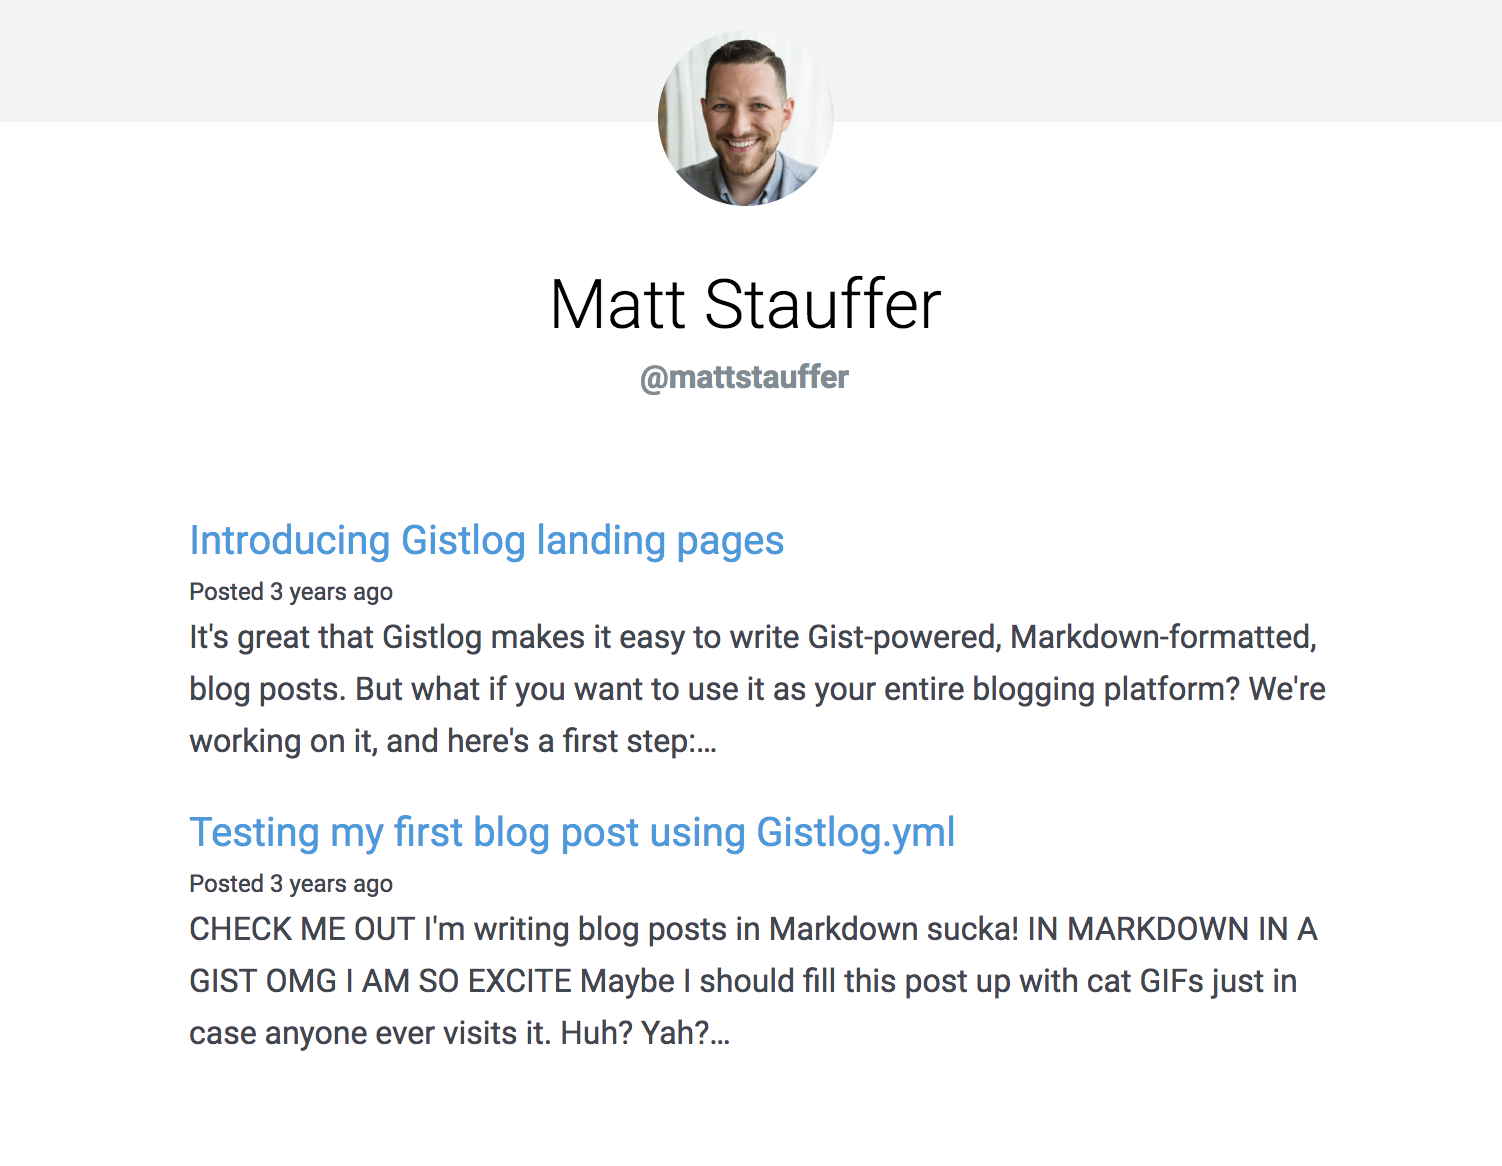 Matt Stauffer
@mattstauffer
Introducing Gistlog landing pages
Posted 3 years ago
It's great that Gistlog makes it easy to write Gist-powered, Markdown-formatted,
blog posts. But what if you want to use it as your entire blogging platform? We're
working on it, and here's a first step:...
Testing my first blog post using Gistlog.yml
Posted 3 years ago
CHECK ME OUT I'm writing blog posts in Markdown sucka! IN MARKDOWN IN A
GIST OMG I AM SO EXCITE Maybe I should fill this post up with cat GIFs just in
case anyone ever visits it. Huh? Yah?...